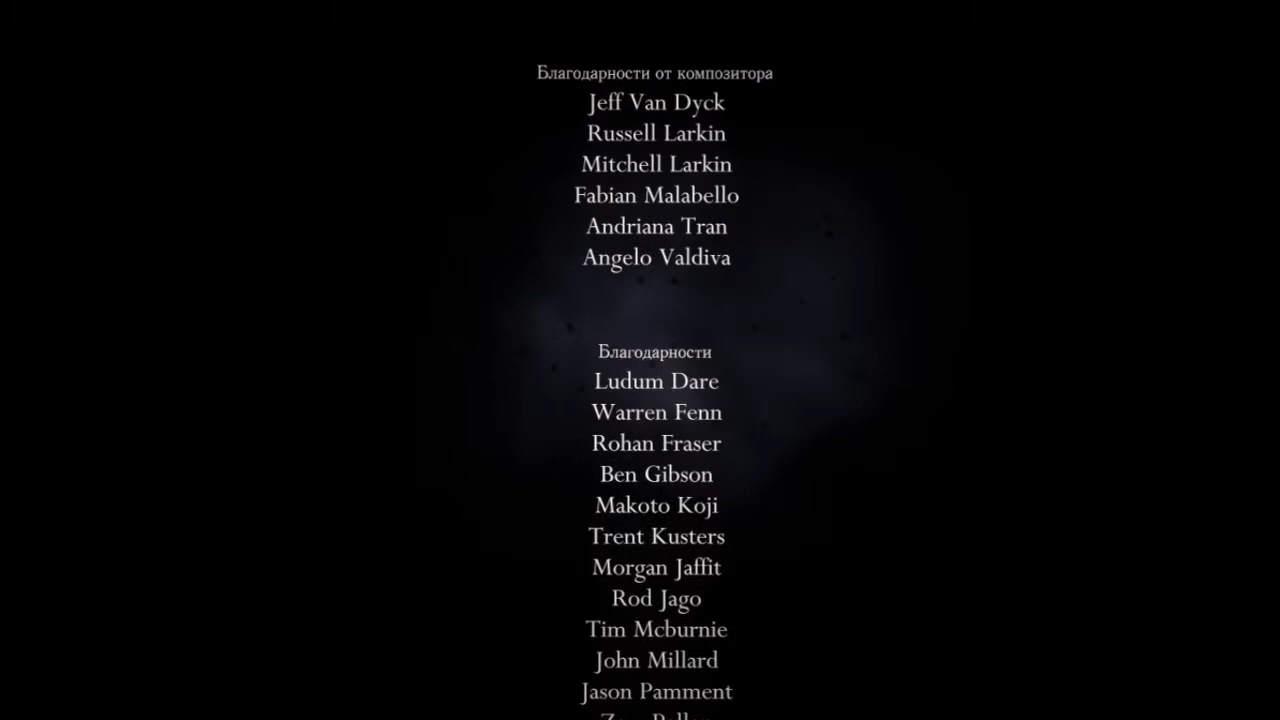 Благодарности от композитора
Jeff Van Dyck
Russell Larkin
Mitchell Larkin
Fabian Malabello
Andriana Tran
Angelo Valdiva
Благодарности
Ludum Dare
Warren Fenn
Rohan Fraser
Ben Gibson
Makoto Koji
Trent Kusters
Morgan Jaffit
Rod Jago
Tim Mcburnie
John Millard
Jason Pamment